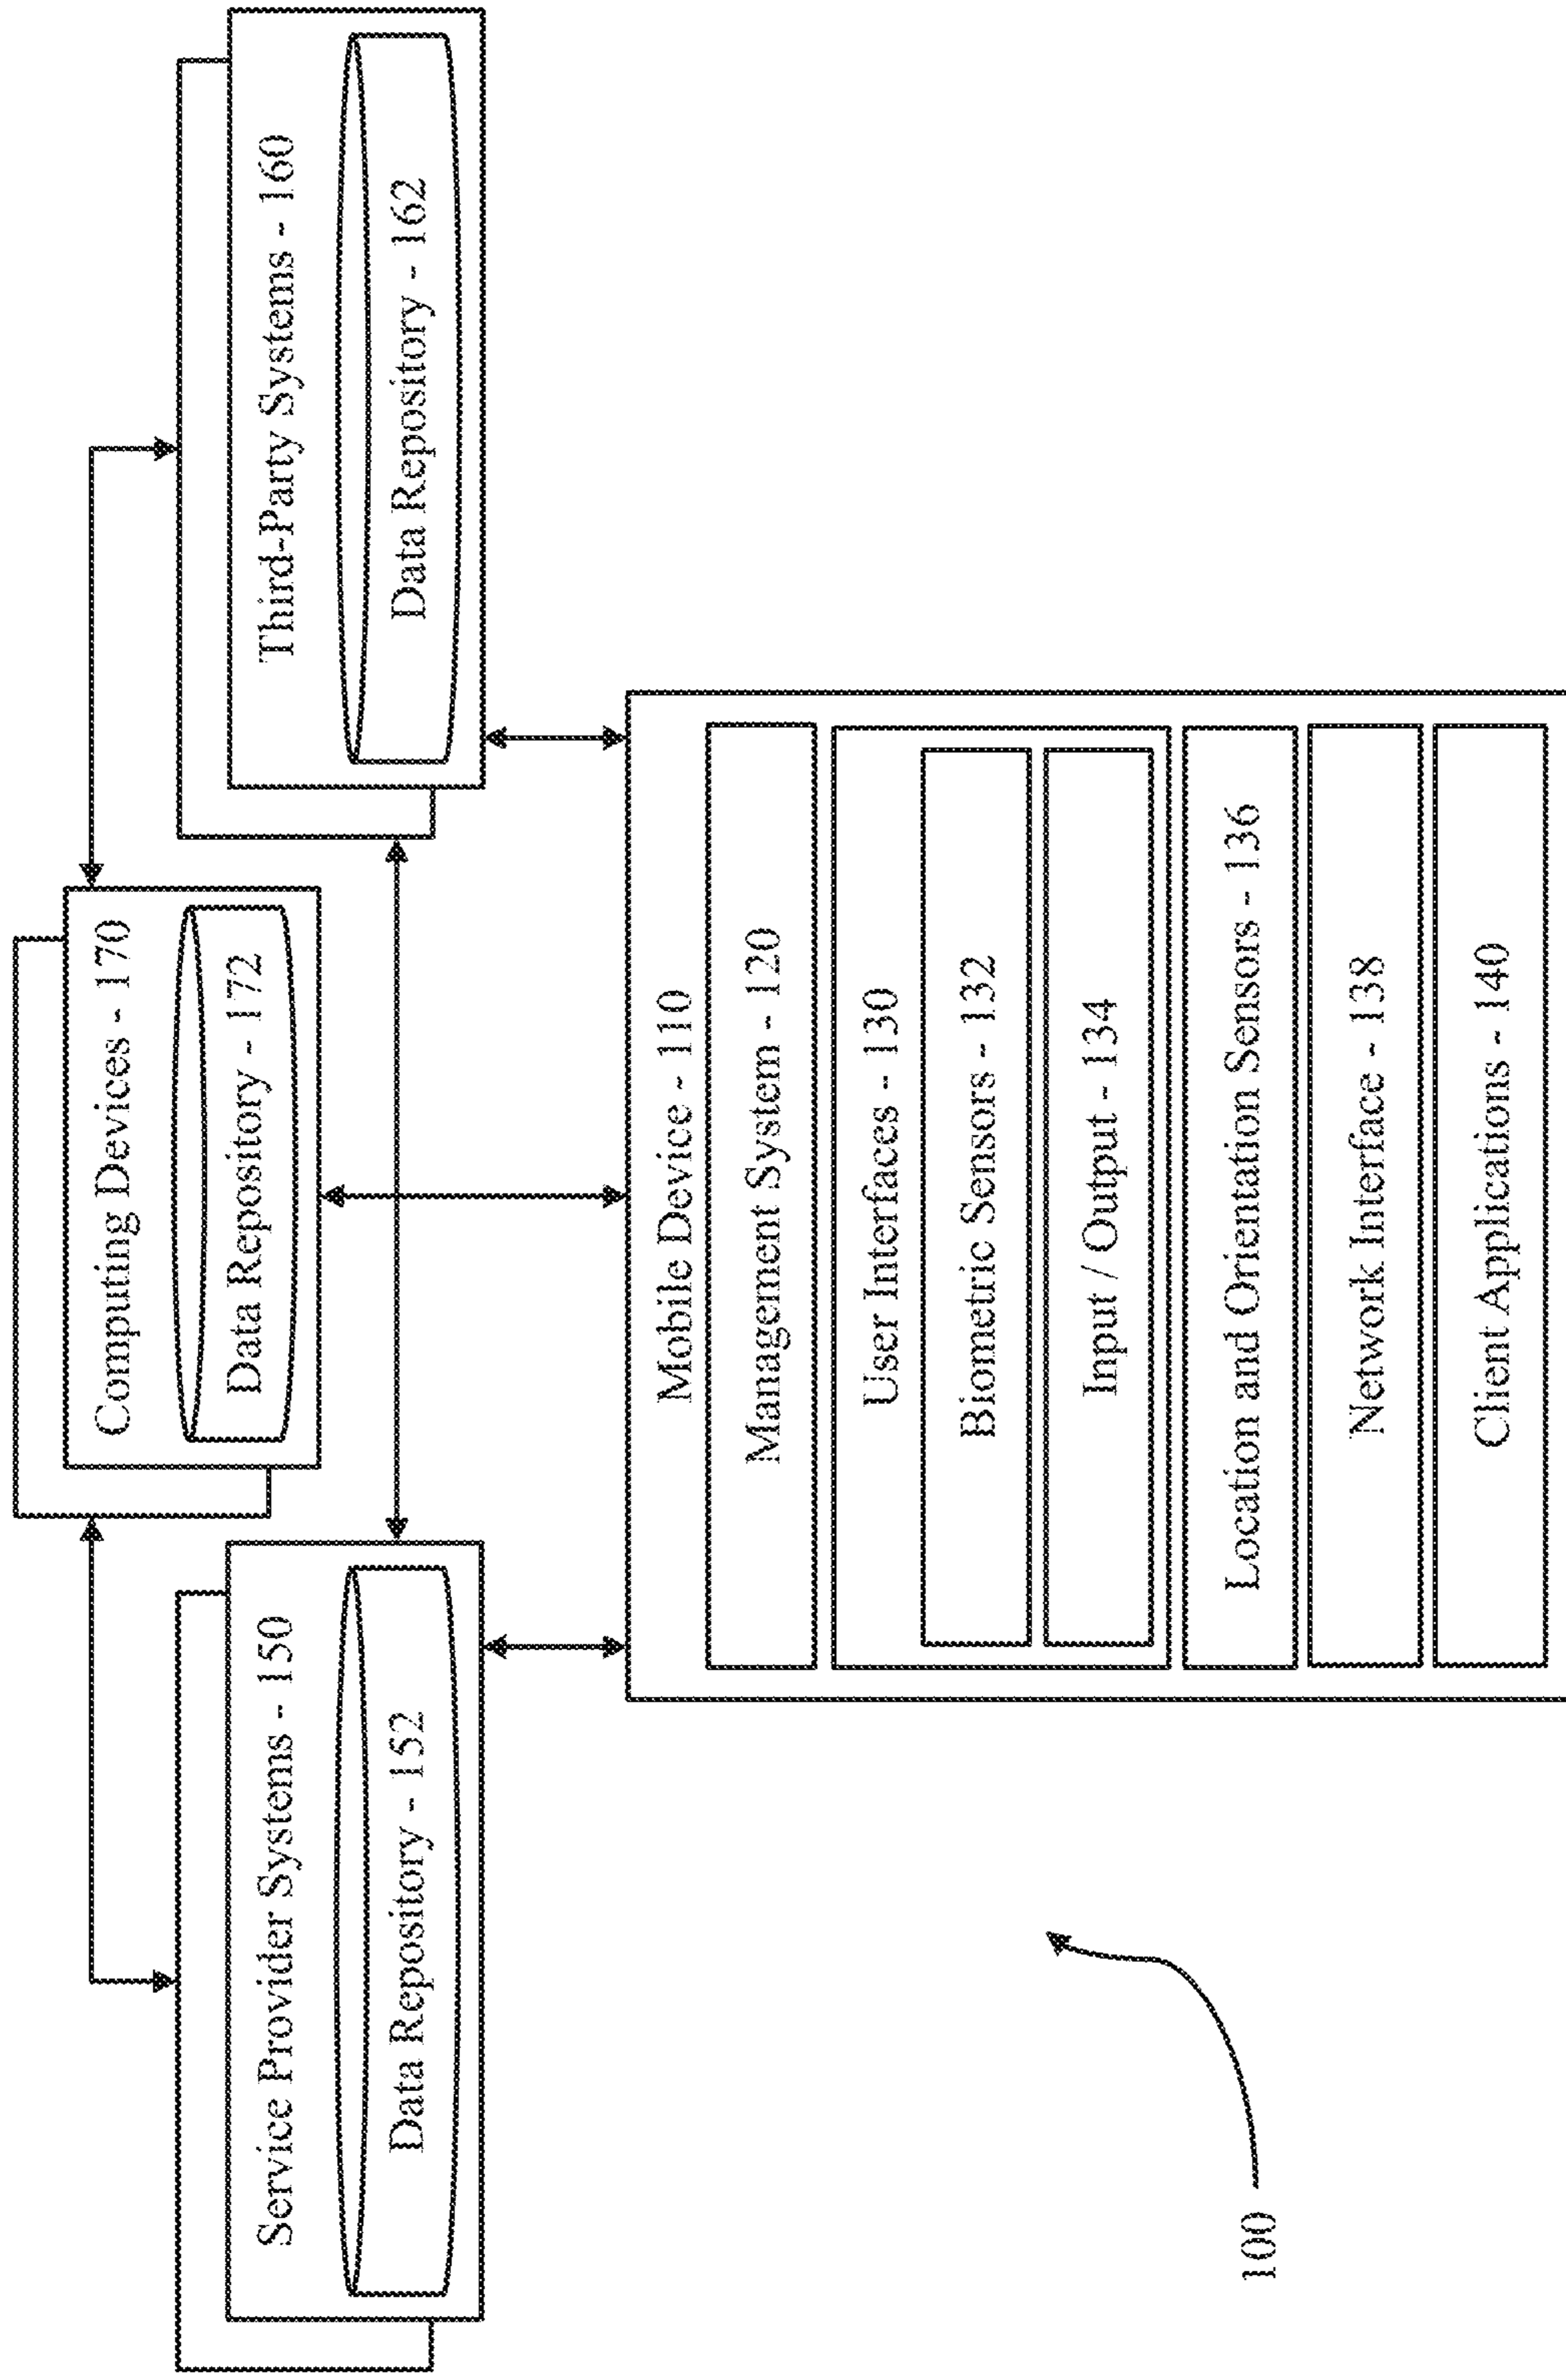 Computing Devices - 170
Data Repository - 172
Service Provider Systems - 150
Data Repository - 152
Third-Party Systems - 160
Data Repository - 162
Mobile Device - 110
Management System - 120
User Interfaces - 130
Biometric Sensors - 132
Input / Output - 134
Location and Orientation Sensors - 136
Network Interface - 138
Client Applications - 140
100